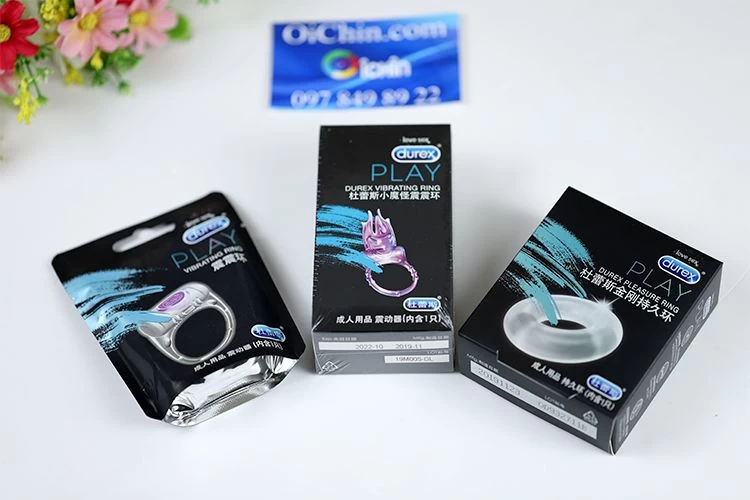 OiChin.com
Oichin
097 849 89 22
love sex
durex
PLAY
VIBRATING RING
震震环
杜蕾斯
成人用品 震动器(内含1只)
love sex
durex
PLAY
DUREX VIBRATING RING
杜蕾斯小魔怪震震环
杜蕾斯
成人用品 震动器(内含1只)
2022-10 2019-11
19M005-DL
love sex
durex
PLAY
DUREX PLEASURE RING
杜蕾斯金刚持久环
杜蕾斯
成人用品 持久环(内含1只)
20191123